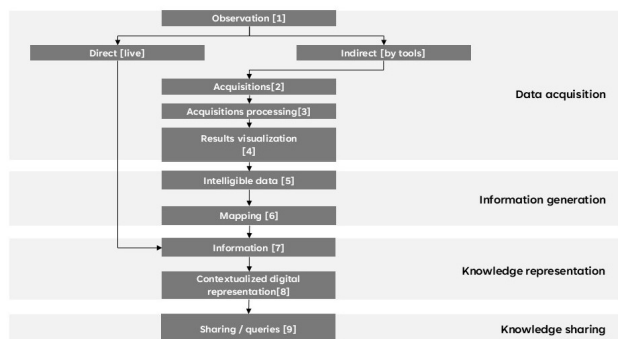 Observation [1]
Direct [live]
Indirect [by tools]
Acquisitions[2]
Acquisitions processing[3]
Results visualization
[4]
Data acquisition
Intelligible data [5]
Mapping [6]
Information generation
Information [7]
Contextualized digital
representation[8]
Knowledge representation
Sharing / queries [9]
Knowledge sharing